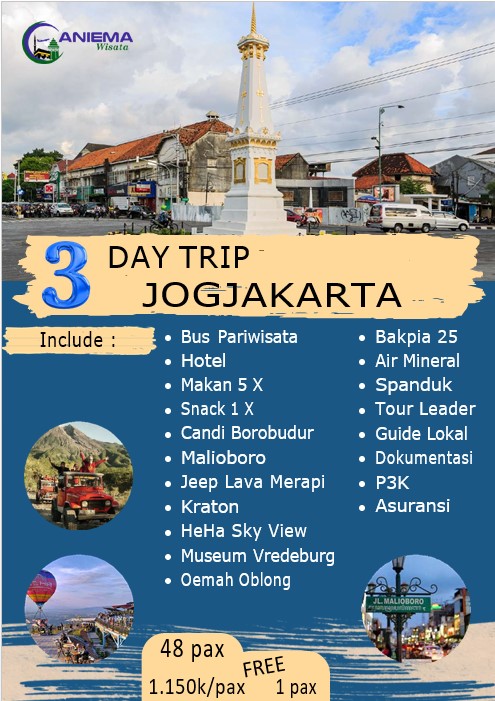 CANIEMA
Wisata
3 DAY TRIP
JOGJAKARTA
Include :
Bus Pariwisata
Hotel
Makan 5 X
Snack 1 X
Candi Borobudur
Malioboro
Jeep Lava Merapi
Kraton
HeHa Sky View
Museum Vredeburg
Oemah Oblong
Bakpia 25
Air Mineral
Spanduk
Tour Leader
Guide Lokal
Dokumentasi
P3K
Asuransi
JL. MALIOBORO
48 pax
FREE
1.150k/pax
1 pax